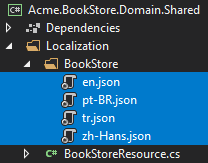 C# Acme.BookStore.Domain.Shared
Dependencies
Localization
BookStore
en.json
pt-BR.json
tr.json
zh-Hans.json
C# BookStoreResource.cs